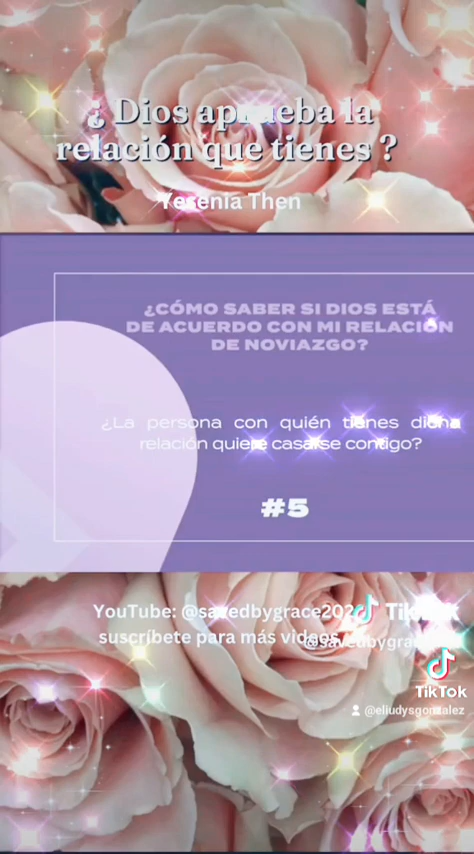 ¿ Dios aprueba la
relación que tienes ?
Yesenia Then
¿CÓMO SABER SI DIOS ESTÁ
DE ACUERDO CON MI RELACIÓN
DE NOVIAZGO?
¿La persona con quién tienes dicha
relación quiere casarse contigo?
#5
YouTube: @savedbygrace202
suscríbete para más videos
TikTok
TikTok
@eliudysgonzalez